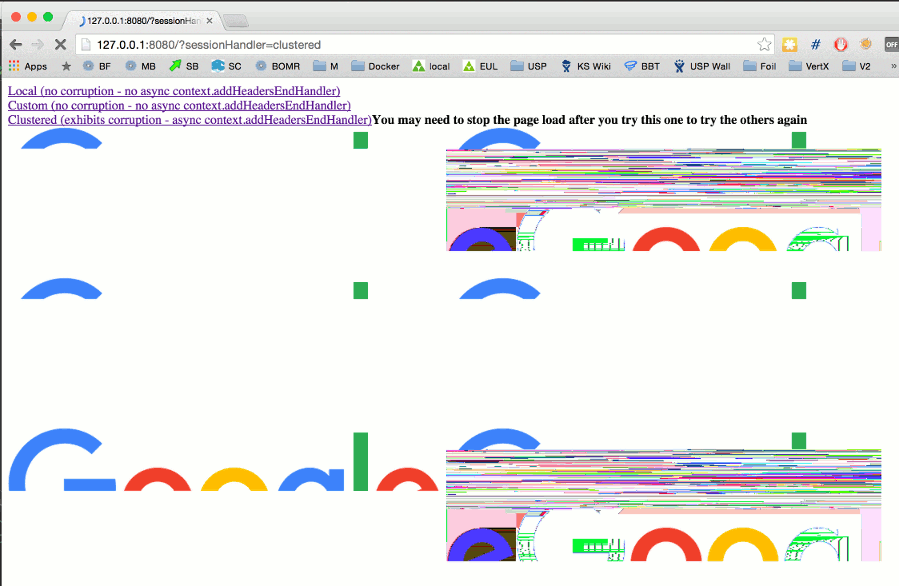 127.0.0.1:8080/?sessionHan
127.0.0.1:8080/?sessionHandler=clustered
OFF
Apps BF MB SB SC BOMR M Docker local EUL USP KS Wiki BBT USP Wall Foil VertX V2 »
Local (no corruption - no async context.addHeadersEndHandler)
Custom (no corruption - no async context.addHeadersEndHandler)
Clustered (exhibits corruption - async context.addHeadersEndHandler)You may need to stop the page load after you try this one to try the others again
Google